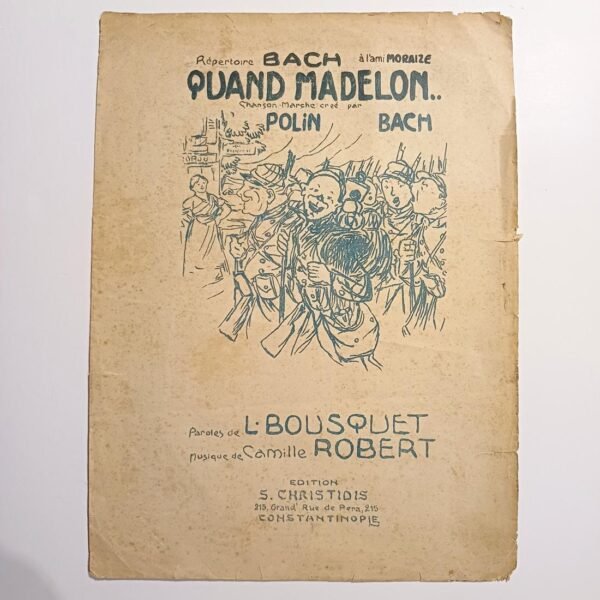 Répertoire BACH à l'ami MORAIZE
QUAND MADELON..
Chanson-Marche créé par
POLIN BACH
Paroles de L. BOUSQUET
Musique de Camille ROBERT
EDITION
S. CHRISTIDIS
215, Grand' Rue de Pera, 215
CONSTANTINOPLE